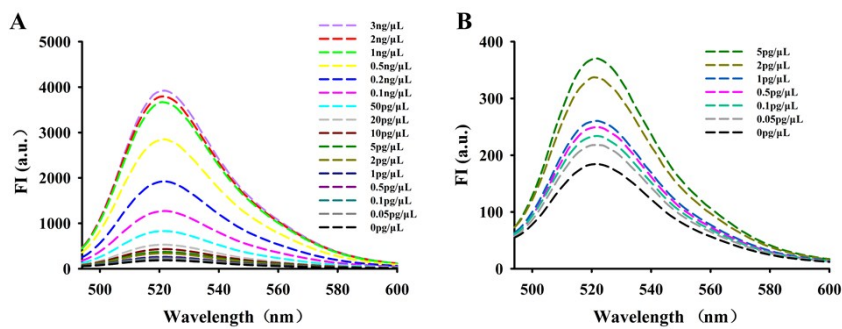 A
FI (a.u.)
5000
4000
3000
2000
1000
0
500
520
540
560
580
600
Wavelength（nm）
3ng/µL
2ng/µL
1ng/µL
0.5ng/µL
0.2ng/µL
0.1ng/µL
50pg/µL
20pg/µL
10pg/µL
5pg/µL
2pg/µL
1pg/µL
0.5pg/µL
0.1pg/µL
0.05pg/µL
0pg/µL
B
FI (a.u.)
400
300
200
100
0
500
520
540
560
580
600
Wavelength（nm）
5pg/µL
2pg/µL
1pg/µL
0.5pg/µL
0.1pg/µL
0.05pg/µL
0pg/µL